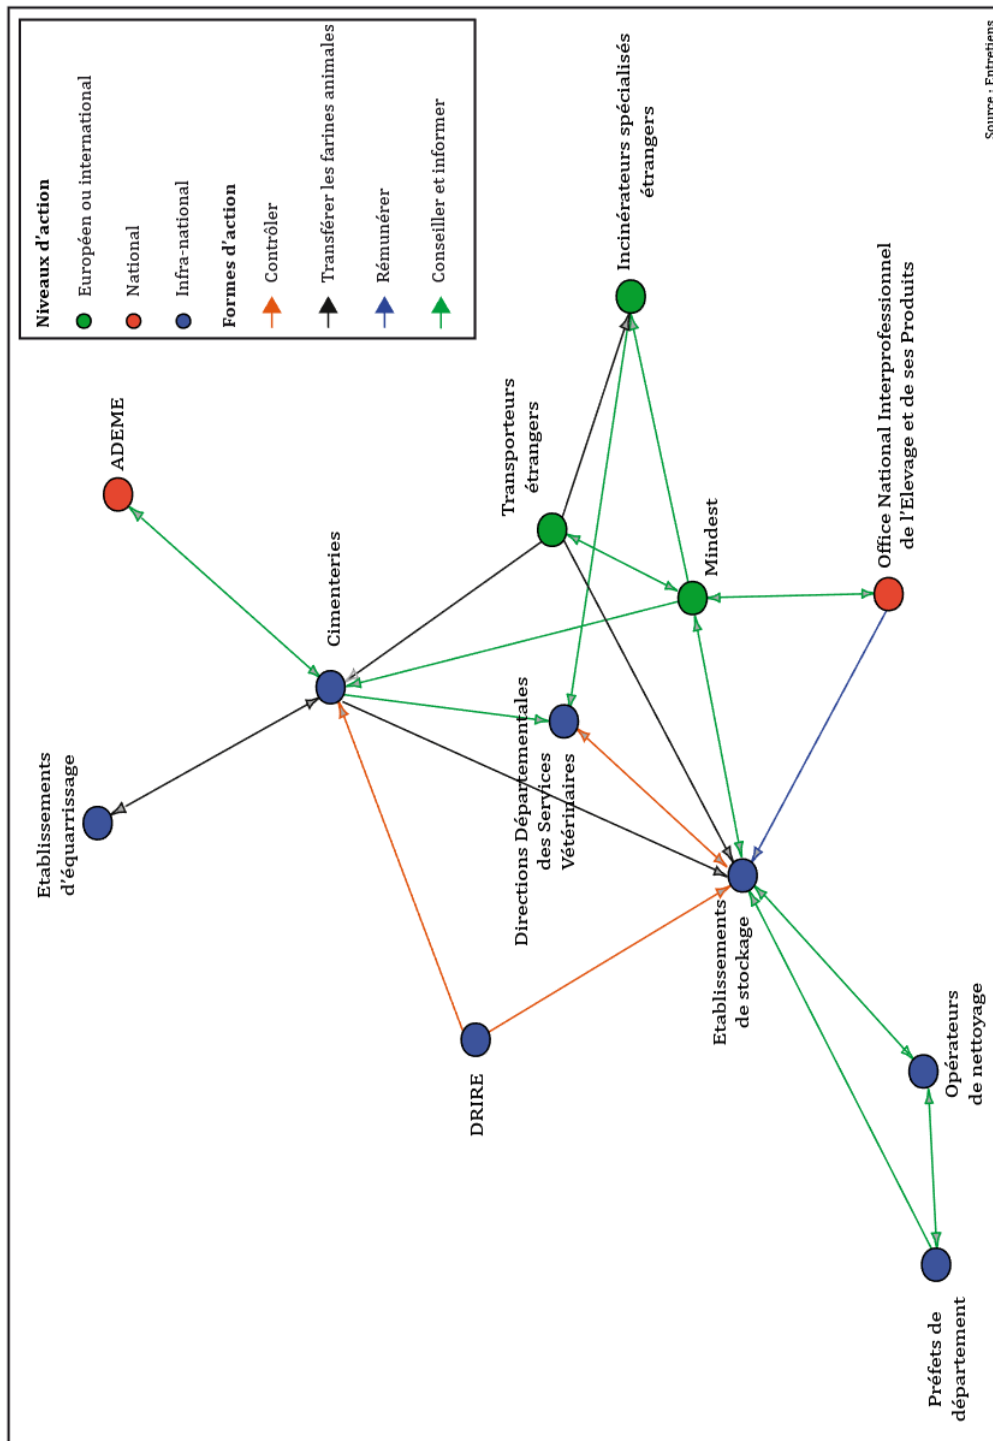 Niveaux d'action
Européen ou international
National
Infra-national
Formes d'action
Contrôler
Transférer les farines animales
Rémunérer
Conseiller et informer
ADEME
Etablissements
d'équarrissage
Cimenteries
Transporteurs
étrangers
Incinérateurs spécialisés
étrangers
Directions Départementales
des Services
Vétérinaires
Mindest
DRIRE
Etablissements
de stockage
Office National Interprofessionnel
de l'Elevage et de ses Produits
Opérateurs
de nettoyage
Préfets de
département
Source : Entretiens